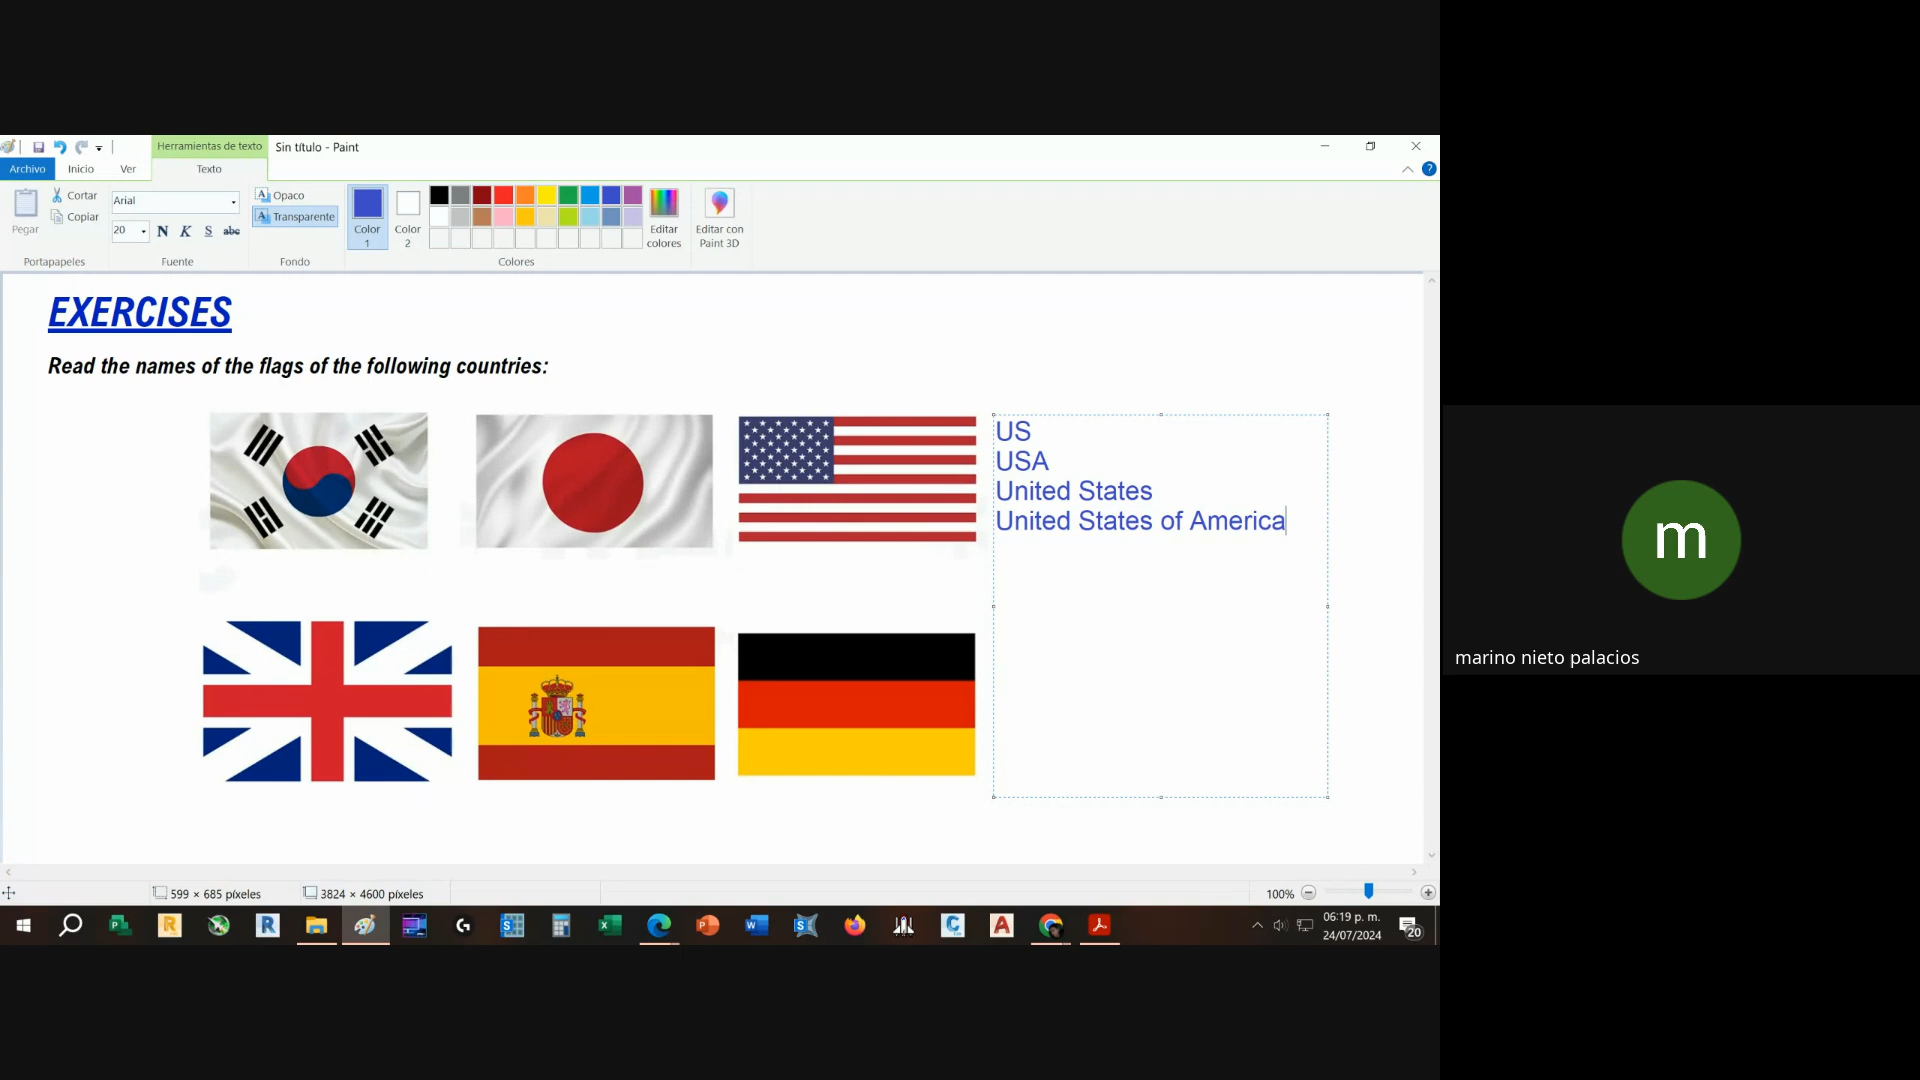 Herramientas de texto
Sin título - Paint
Archivo
Inicio
Ver
Texto
Pegar
Cortar
Copiar
Portapapeles
Arial
20
N K S abc
Fuente
Opaco
Transparente
Fondo
Color 1
Color 2
Editar colores
Colores
Editar con Paint 3D
EXERCISES
Read the names of the flags of the following countries:
US
USA
United States
United States of America
m
marino nieto palacios
599 × 685 píxeles
3824 × 4600 píxeles
100%
06:19 p. m.
24/07/2024
20